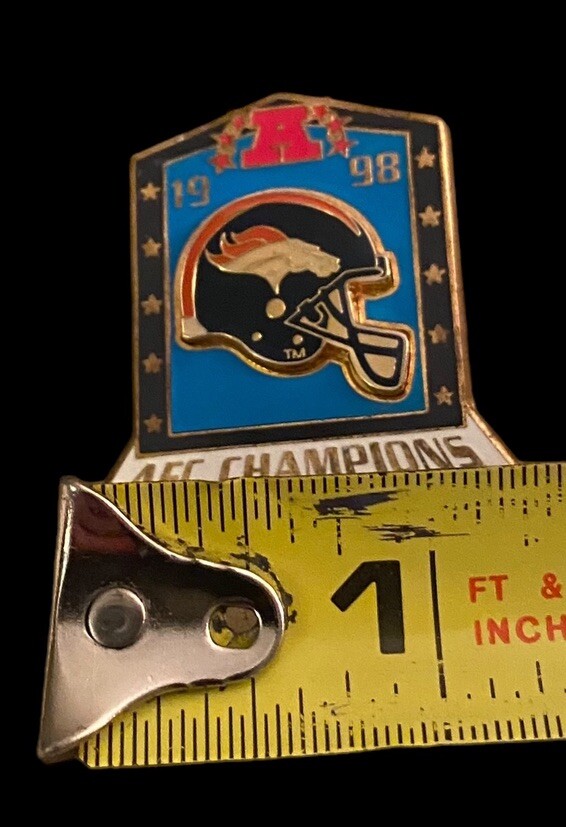 A
19 98
TM
AFC CHAMPIONS
1 FT &
INCH